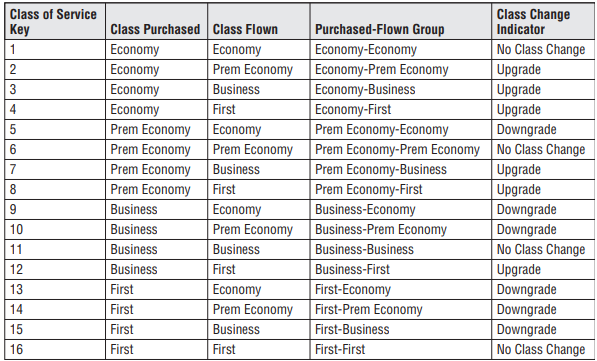 Class of Service Key | Class Purchased | Class Flown | Purchased-Flown Group | Class Change Indicator
1 | Economy | Economy | Economy-Economy | No Class Change
2 | Economy | Prem Economy | Economy-Prem Economy | Upgrade
3 | Economy | Business | Economy-Business | Upgrade
4 | Economy | First | Economy-First | Upgrade
5 | Prem Economy | Economy | Prem Economy-Economy | Downgrade
6 | Prem Economy | Prem Economy | Prem Economy-Prem Economy | No Class Change
7 | Prem Economy | Business | Prem Economy-Business | Upgrade
8 | Prem Economy | First | Prem Economy-First | Upgrade
9 | Business | Economy | Business-Economy | Downgrade
10 | Business | Prem Economy | Business-Prem Economy | Downgrade
11 | Business | Business | Business-Business | No Class Change
12 | Business | First | Business-First | Upgrade
13 | First | Economy | First-Economy | Downgrade
14 | First | Prem Economy | First-Prem Economy | Downgrade
15 | First | Business | First-Business | Downgrade
16 | First | First | First-First | No Class Change